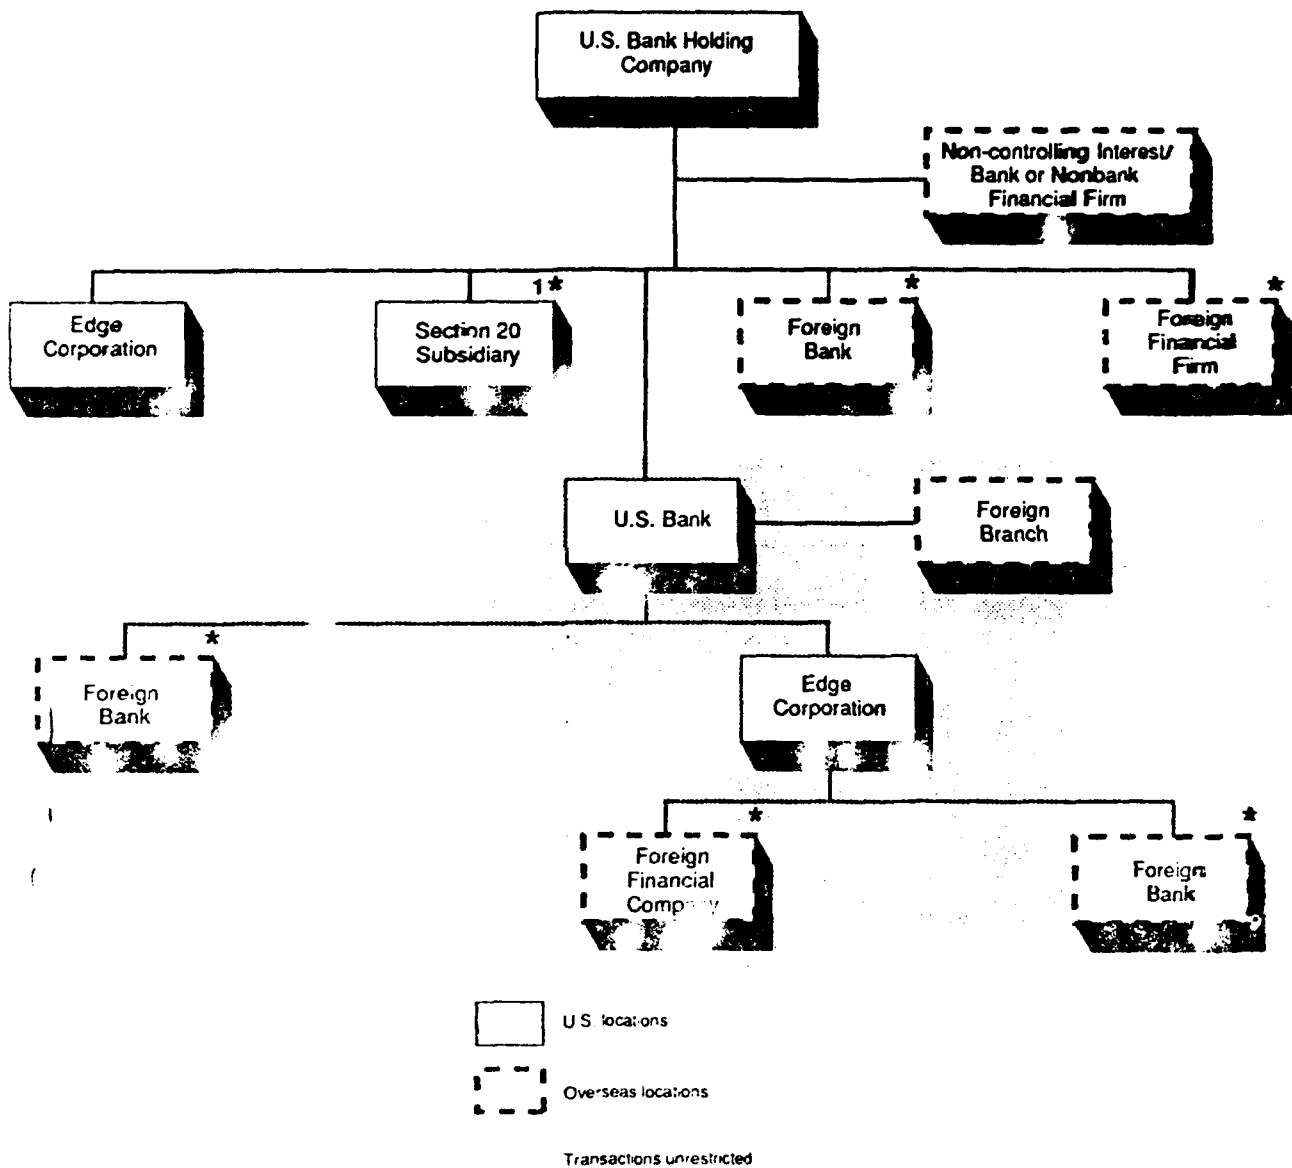 U.S. Bank Holding
Company
Non-controlling Interest/
Bank or Nonbank
Financial Firm
1*
*
*
Edge
Corporation
Section 20
Subsidiary
Foreign
Bank
Foreign
Financial
Firm
U.S. Bank
Foreign
Branch
*
Foreign
Bank
Edge
Corporation
*
*
Foreign
Financial
Company
Foreign
Bank
U.S. locations
Overseas locations
Transactions unrestricted